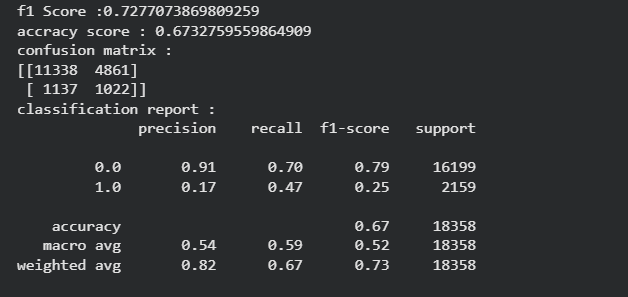 f1 Score :0.7277073869809259
accracy score : 0.6732759559864909
confusion matrix :
[[11338 4861]
[ 1137 1022]]
classification report :
precision recall f1-score support
0.0 0.91 0.70 0.79 16199
1.0 0.17 0.47 0.25 2159
accuracy 0.67 18358
macro avg 0.54 0.59 0.52 18358
weighted avg 0.82 0.67 0.73 18358